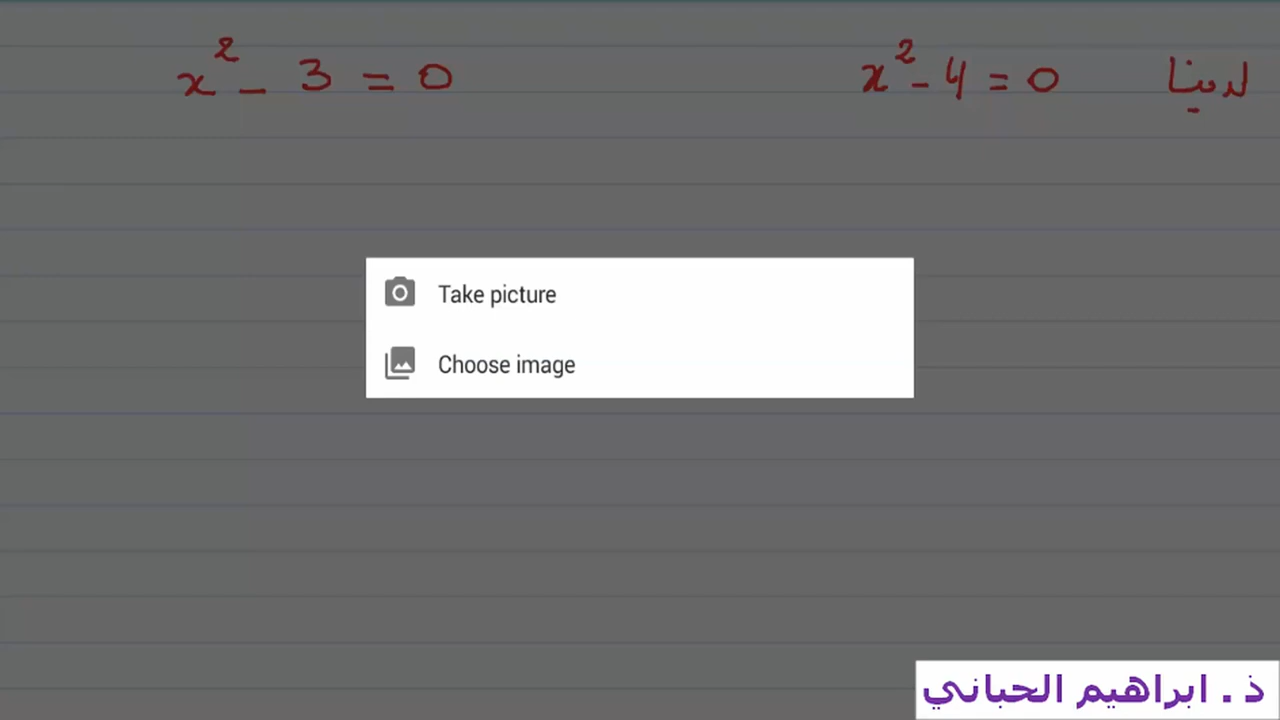 لدينا x² - 4 = 0 x² - 3 = 0
Take picture
Choose image
ذ . ابراهيم الحباني